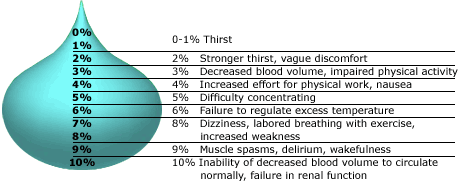 0%
0-1% Thirst
1%
2% 2% Stronger thirst, vague discomfort
3% 3% Decreased blood volume, impaired physical activity
4% 4% Increased effort for physical work, nausea
5% 5% Difficulty concentrating
6% 6% Failure to regulate excess temperature
7% 8% Dizziness, labored breathing with exercise,
8% increased weakness
9% 9% Muscle spasms, delirium, wakefulness
10% 10% Inability of decreased blood volume to circulate
normally, failure in renal function